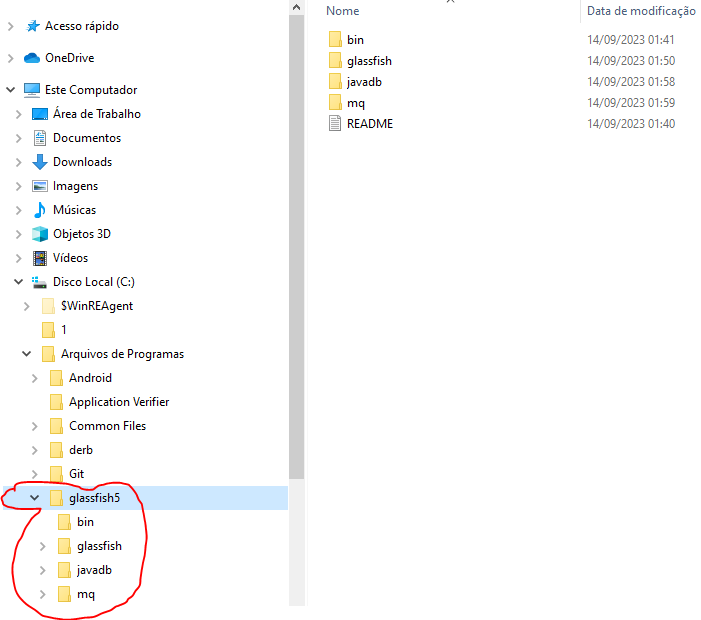 Acesso rápido
OneDrive
Este Computador
Área de Trabalho
Documentos
Downloads
Imagens
Músicas
Objetos 3D
Vídeos
Disco Local (C:)
$WinREAgent
1
Arquivos de Programas
Android
Application Verifier
Common Files
derb
Git
glassfish5
bin
glassfish
javadb
mq
Nome Data de modificação
bin 14/09/2023 01:41
glassfish 14/09/2023 01:50
javadb 14/09/2023 01:58
mq 14/09/2023 01:59
README 14/09/2023 01:40